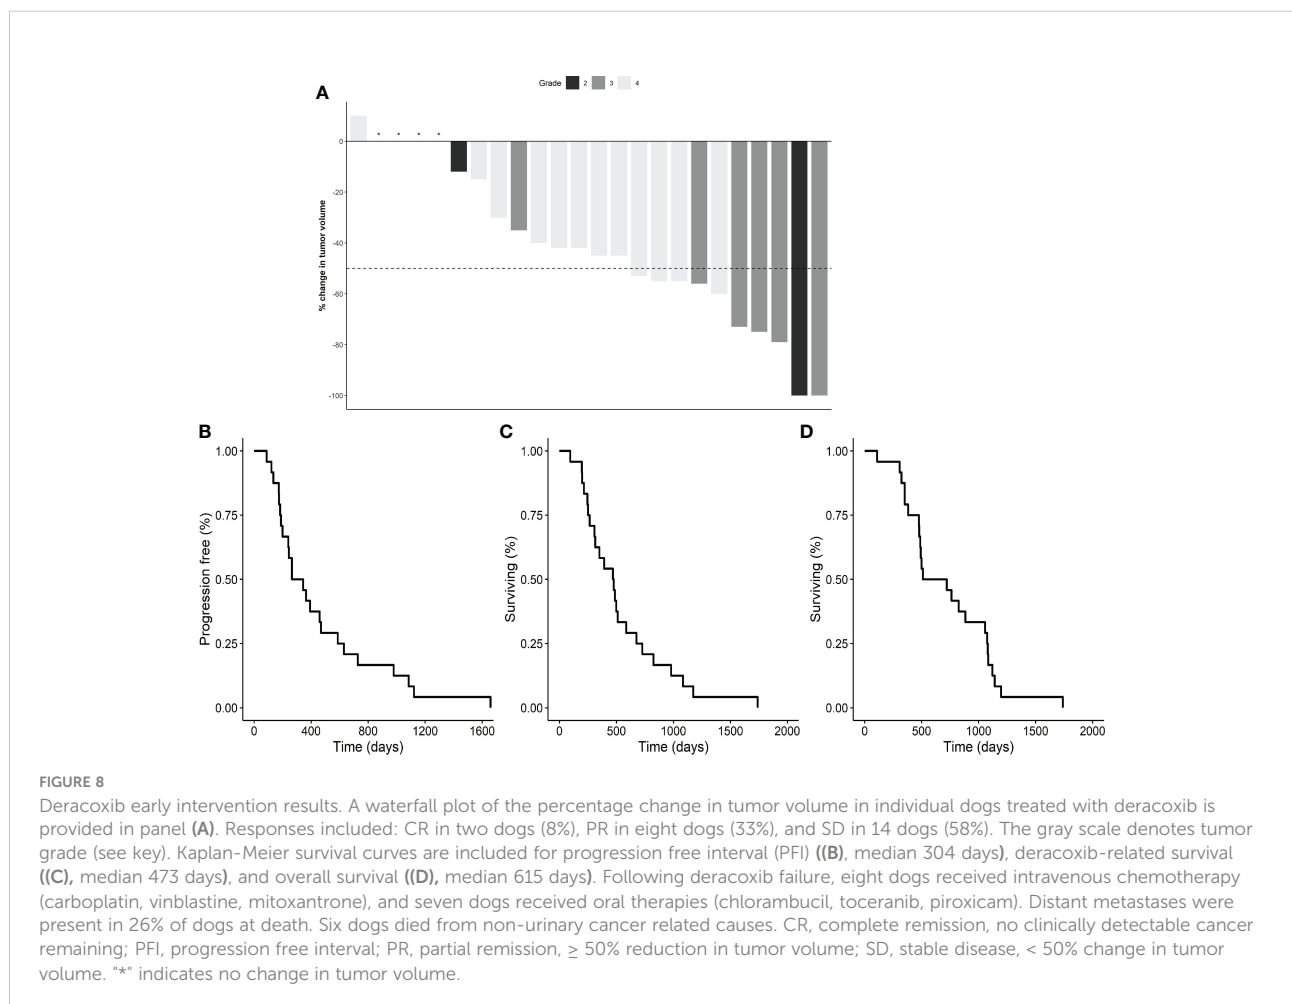 Grade 2 3 4
A
0
-20
-40
-60
-80
-100
% change in tumor volume
* * * *
B
1.00
0.75
0.50
0.25
0.00
Progression free (%)
0 400 800 1200 1600
Time (days)
C
1.00
0.75
0.50
0.25
0.00
Surviving (%)
0 500 1000 1500 2000
Time (days)
D
1.00
0.75
0.50
0.25
0.00
Surviving (%)
0 500 1000 1500 2000
Time (days)
FIGURE 8
Deracoxib early intervention results. A waterfall plot of the percentage change in tumor volume in individual dogs treated with deracoxib is
provided in panel (A). Responses included: CR in two dogs (8%), PR in eight dogs (33%), and SD in 14 dogs (58%). The gray scale denotes tumor
grade (see key). Kaplan-Meier survival curves are included for progression free interval (PFI) ((B), median 304 days), deracoxib-related survival
((C), median 473 days), and overall survival ((D), median 615 days). Following deracoxib failure, eight dogs received intravenous chemotherapy
(carboplatin, vinblastine, mitoxantrone), and seven dogs received oral therapies (chlorambucil, toceranib, piroxicam). Distant metastases were
present in 26% of dogs at death. Six dogs died from non-urinary cancer related causes. CR, complete remission, no clinically detectable cancer
remaining; PFI, progression free interval; PR, partial remission, ≥ 50% reduction in tumor volume; SD, stable disease, < 50% change in tumor
volume. "*" indicates no change in tumor volume.